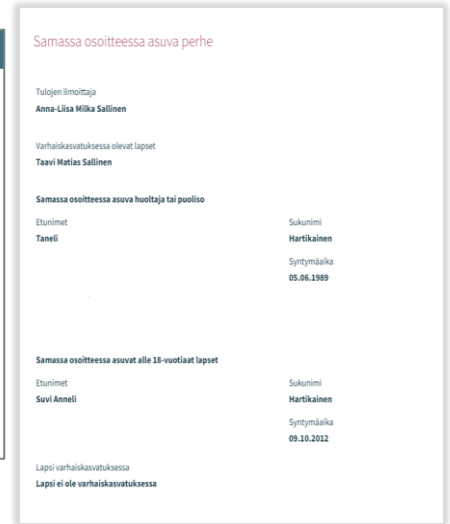 Samassa osoitteessa asuva perhe
Tulojen ilmoittaja
Anna-Liisa Milka Sallinen
Varhaiskasvatuksessa olevat lapset
Taavi Matias Sallinen
Samassa osoitteessa asuva huoltaja tai puoliso
Etunimet
Taneli
Sukunimi
Hartikainen
Syntymäaika
05.06.1989
Samassa osoitteessa asuvat alle 18-vuotiaat lapset
Etunimet
Suvi Anneli
Sukunimi
Hartikainen
Syntymäaika
09.10.2012
Lapsi varhaiskasvatuksessa
Lapsi ei ole varhaiskasvatuksessa